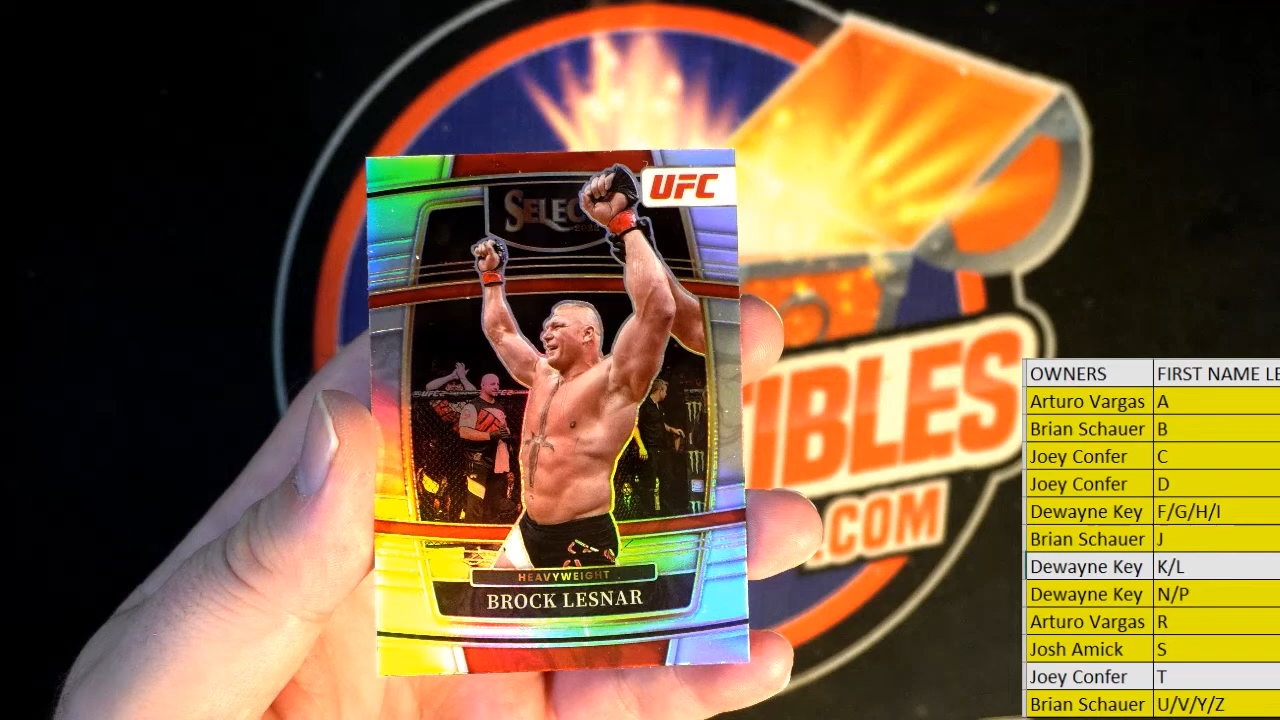 SELECT
UFC
HEAVYWEIGHT
BROCK LESNAR
IBLES
.COM
OWNERS FIRST NAME LE
Arturo Vargas A
Brian Schauer B
Joey Confer C
Joey Confer D
Dewayne Key F/G/H/I
Brian Schauer J
Dewayne Key K/L
Dewayne Key N/P
Arturo Vargas R
Josh Amick S
Joey Confer T
Brian Schauer U/V/Y/Z